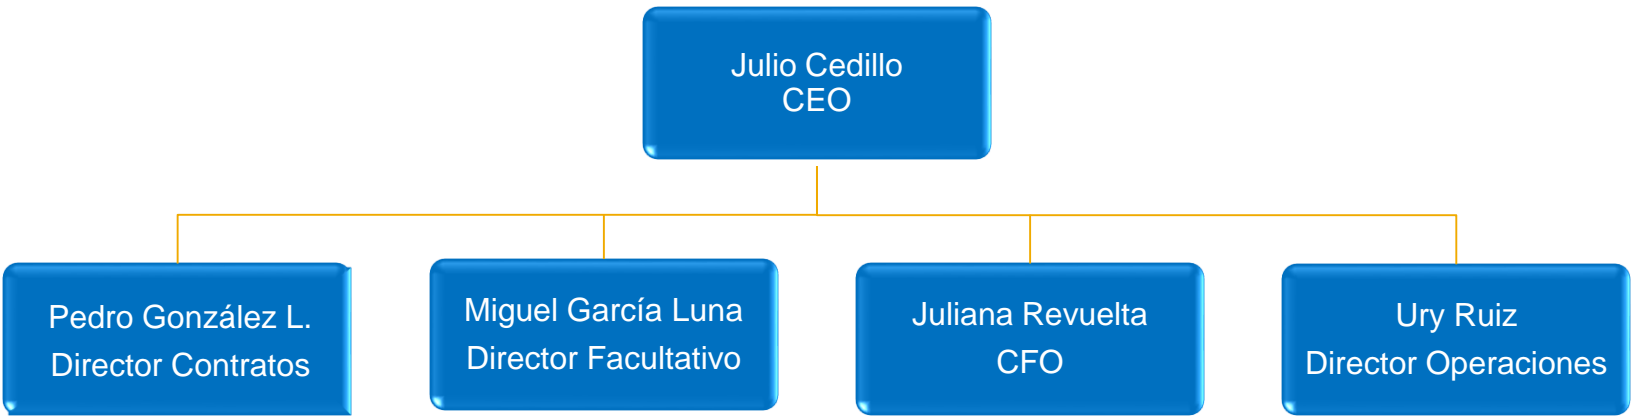 Julio Cedillo
CEO
Pedro González L.
Director Contratos
Miguel García Luna
Director Facultativo
Juliana Revuelta
CFO
Ury Ruiz
Director Operaciones